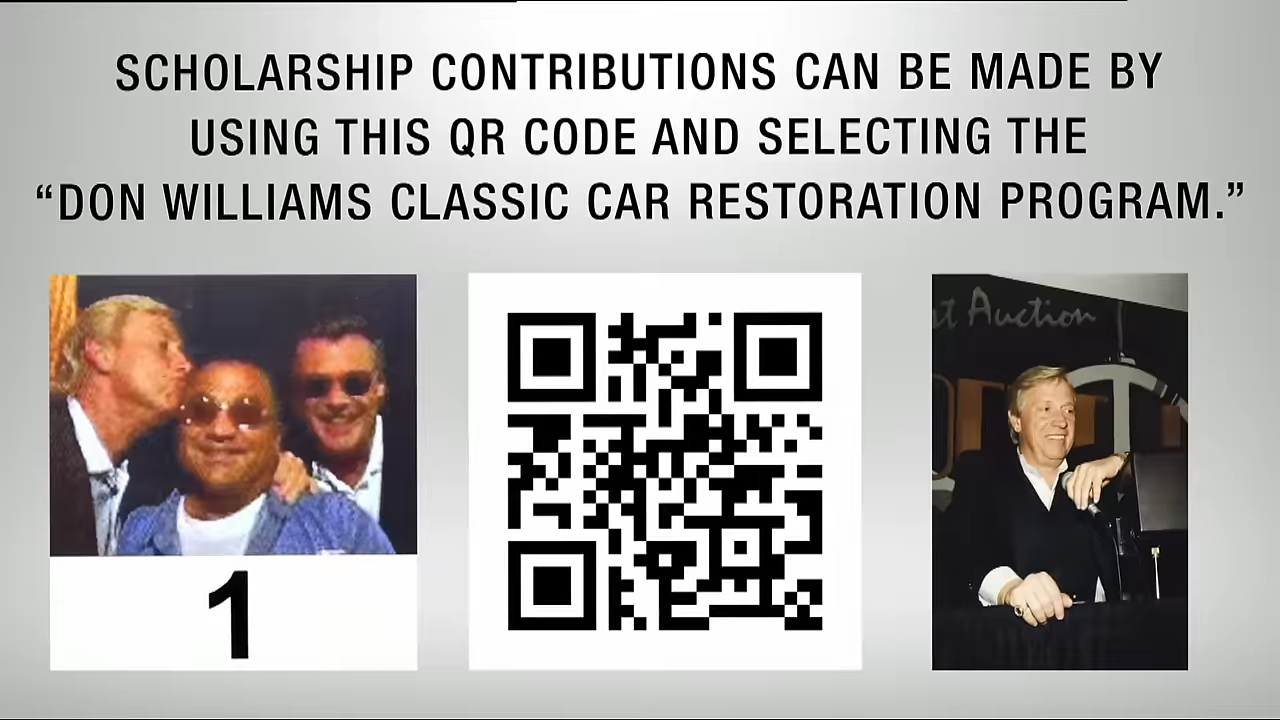 SCHOLARSHIP CONTRIBUTIONS CAN BE MADE BY
USING THIS QR CODE AND SELECTING THE
“DON WILLIAMS CLASSIC CAR RESTORATION PROGRAM.”
Auction
1